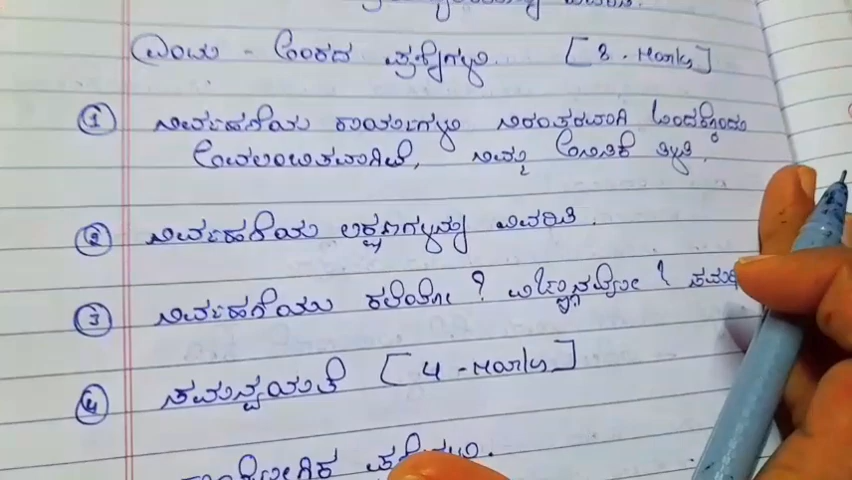 ಎಂಟು - ಅಂಕದ ಪ್ರಶ್ನೆಗಳು. [8 - Marks]
① ನಿರ್ವಹಣೆಯ ಕಾರ್ಯಗಳು ನಿರಂತರವಾಗಿ ಒಂದಕ್ಕೊಂದು
ಅವಲಂಬಿತವಾಗಿವೆ, ನಿಮ್ಮ ಅನಿಸಿಕೆ ತಿಳಿಸಿ.
② ನಿರ್ವಹಣೆಯ ಲಕ್ಷಣಗಳನ್ನು ವಿವರಿಸಿ.
③ ನಿರ್ವಹಣೆಯು ಕಲೆಯೋ? ವಿಜ್ಞಾನವೋ?
④ ಸಮನ್ವಯತೆ [4 - Marks]